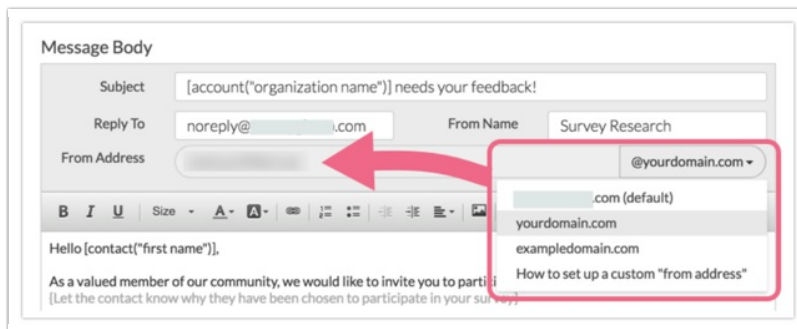 Message Body
Subject [account("organization name")] needs your feedback!
Reply To noreply@ .com From Name Survey Research
From Address @yourdomain.com
.com (default)
yourdomain.com
exampledomain.com
How to set up a custom "from address"
B I U Size A A
Hello [contact("first name")],
As a valued member of our community, we would like to invite you to
[Let the contact know why they have been chosen to participate in your survey]